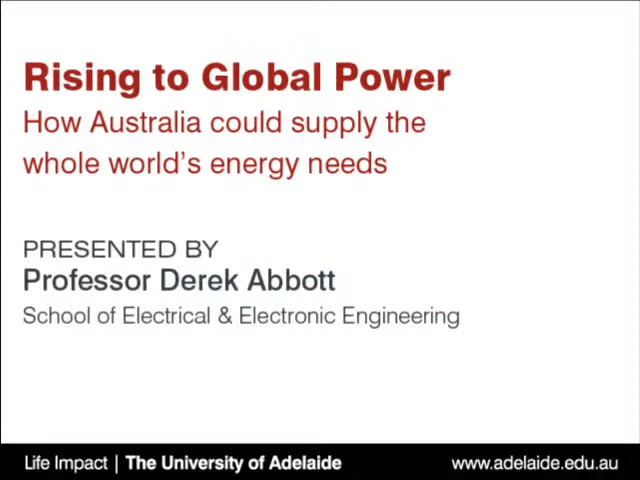 Rising to Global Power
How Australia could supply the
whole world's energy needs
PRESENTED BY
Professor Derek Abbott
School of Electrical & Electronic Engineering
Life Impact | The University of Adelaide www.adelaide.edu.au